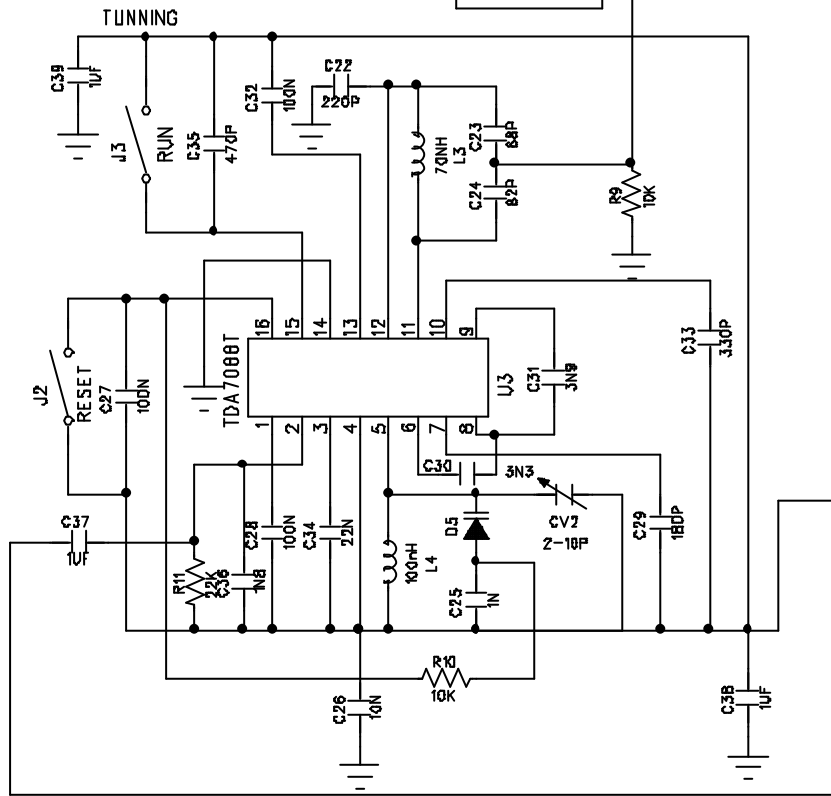 TUNNING
C39
1UF
J3
RUN
C35
470P
C32
100N
C22
220P
70NH
L3
C23
68P
C24
82P
R9
10K
16
15
14
13
12
11
10
9
TDA7088T
U3
C31
3N9
C33
330P
J2
RESET
C27
100N
1
2
3
4
5
6
7
8
C30
3N3
C37
1UF
R11
22K
C36
1N8
C28
100N
C34
22N
100nH
L4
D5
C25
1N
CV2
2-10P
C29
180P
R10
10K
C26
10N
C38
1UF